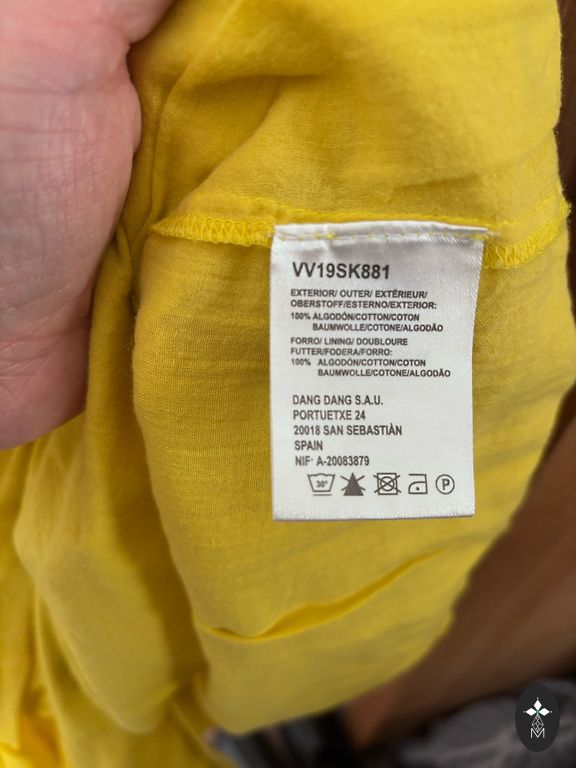 VV19SK881
EXTERIOR/ OUTER/ EXTÉRIEUR/
OBERSTOFF/ESTERNO/EXTERIOR:
100% ALGODÓN/COTTON/COTON
BAUMWOLLE/COTONE/ALGODÃO
FORRO/ LINING/ DOUBLOURE
FUTTER/FODERA/FORRO:
100% ALGODÓN/COTTON/COTON
BAUMWOLLE/COTONE/ALGODÃO
DANG DANG S.A.U.
PORTUETXE 24
20018 SAN SEBASTIÁN
SPAIN
NIF: A-20083879
30° P
M